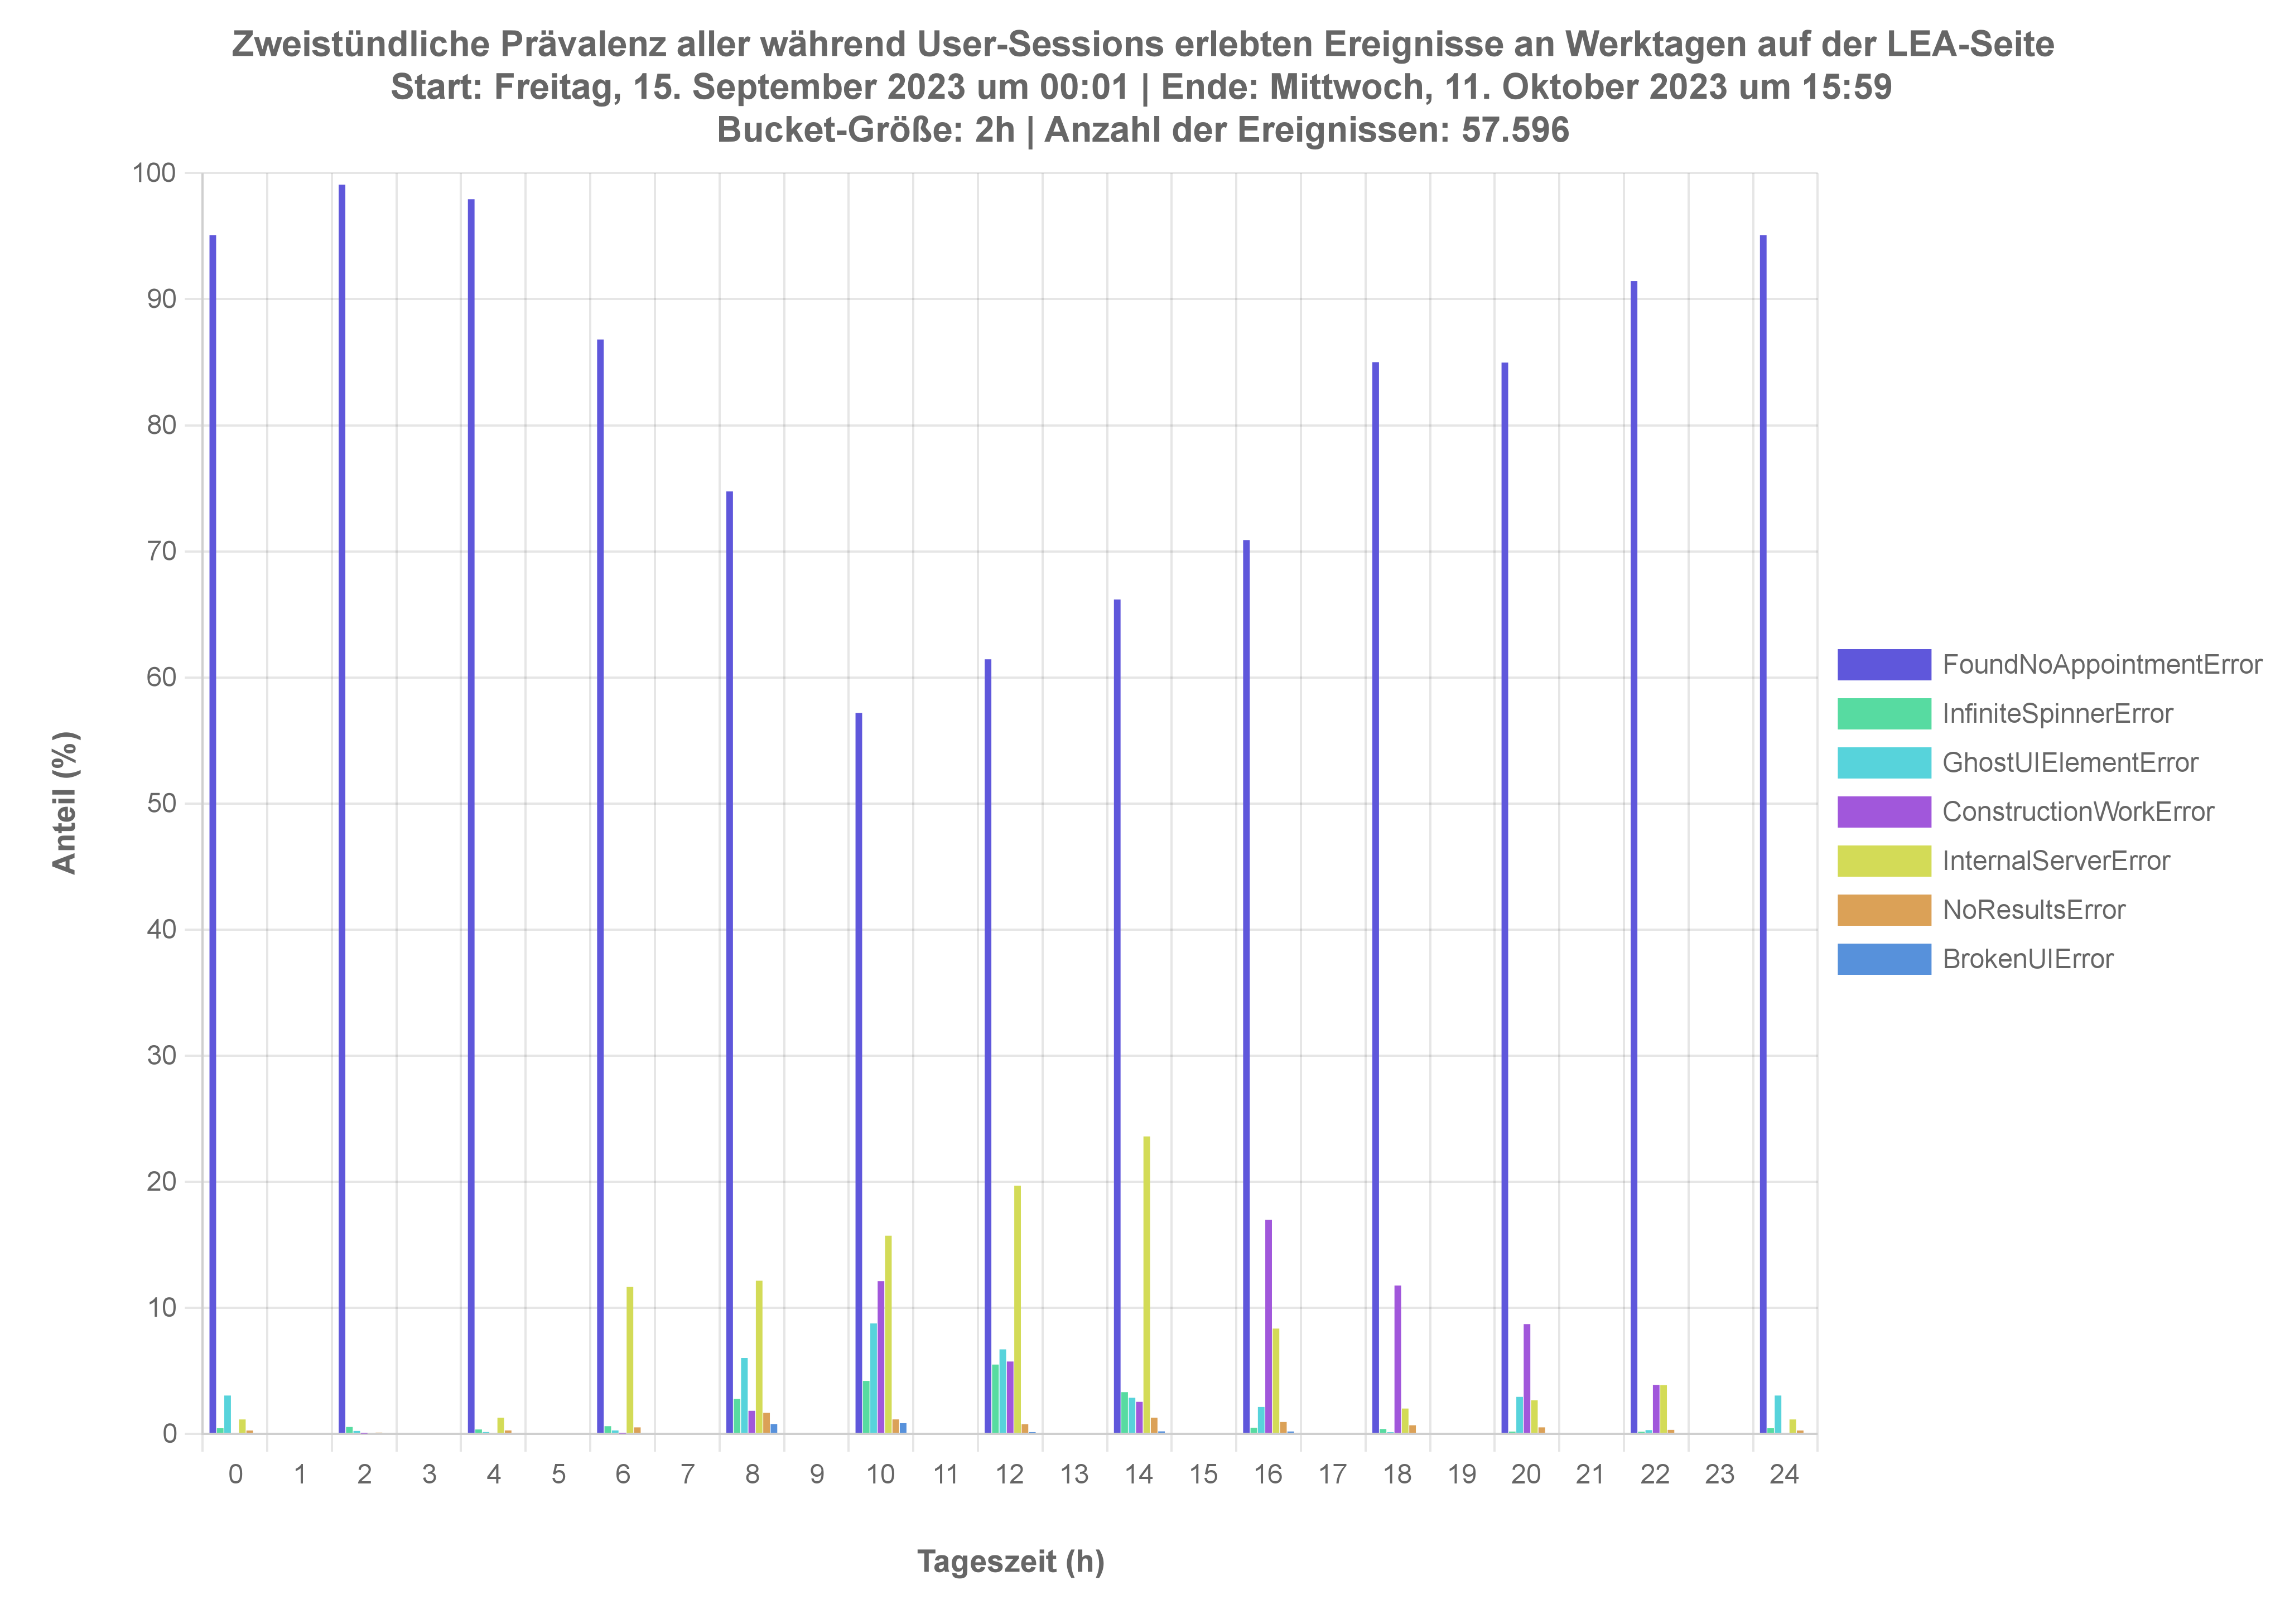 Zweistündliche Prävalenz aller während User-Sessions erlebten Ereignisse an Werktagen auf der LEA-Seite
Start: Freitag, 15. September 2023 um 00:01 | Ende: Mittwoch, 11. Oktober 2023 um 15:59
Bucket-Größe: 2h | Anzahl der Ereignissen: 57.596
100
90
80
70
60
50
40
30
20
10
0
Anteil (%)
0 1 2 3 4 5 6 7 8 9 10 11 12 13 14 15 16 17 18 19 20 21 22 23 24
Tageszeit (h)
FoundNoAppointmentError
InfiniteSpinnerError
GhostUIElementError
ConstructionWorkError
InternalServerError
NoResultsError
BrokenUIError